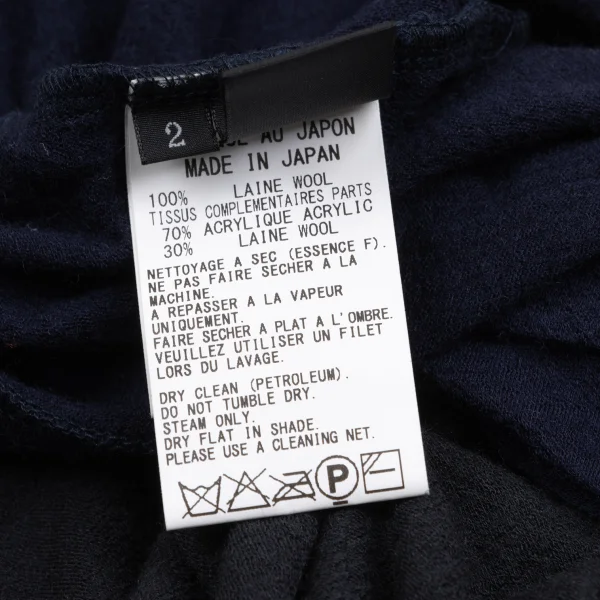 2
AU JAPON
MADE IN JAPAN
100% LAINE WOOL
TISSUS COMPLEMENTAIRES PARTS
70% ACRYLIQUE ACRYLIC
30% LAINE WOOL
NETTOYAGE A SEC (ESSENCE F).
NE PAS FAIRE SECHER A LA
MACHINE.
A REPASSER A LA VAPEUR
UNIQUEMENT.
FAIRE SECHER A PLAT A L'OMBRE.
VEUILLEZ UTILISER UN FILET
LORS DU LAVAGE.
DRY CLEAN (PETROLEUM).
DO NOT TUMBLE DRY.
STEAM ONLY.
DRY FLAT IN SHADE.
PLEASE USE A CLEANING NET.
P